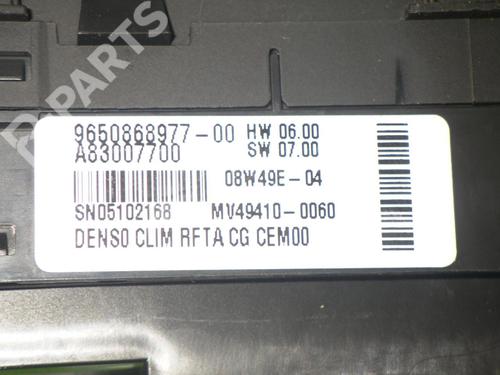 B-PARTS
9650868977-00 HW 06.00
A83007700 SW 07.00
08W49E-04
SN05102168 MV49410-0060
DENSO CLIM RFTA CG CEM00